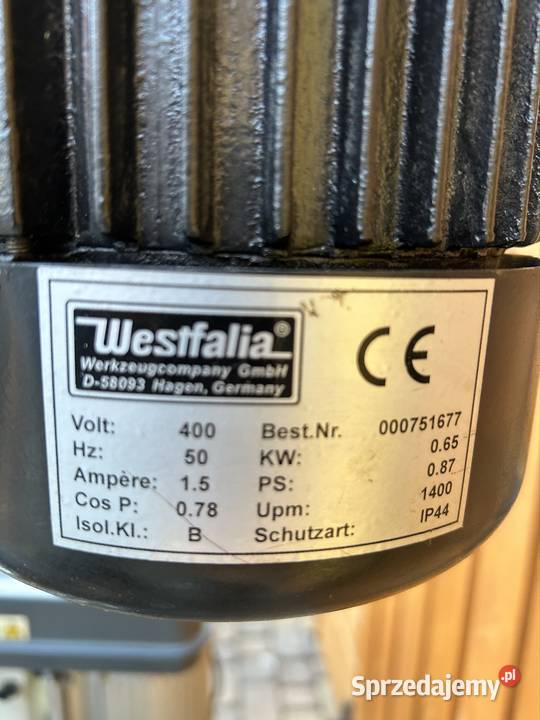 Westfalia®
Werkzeugcompany GmbH
D-58093 Hagen, Germany
CE
Volt: 400 Best.Nr. 000751677
Hz: 50 KW: 0.65
Ampère: 1.5 PS: 0.87
Cos P: 0.78 Upm: 1400
Isol.Kl.: B Schutzart: IP44
Sprzedajemy.pl